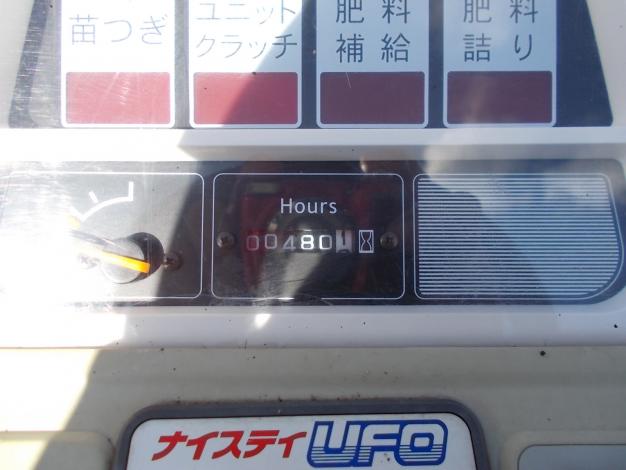 苗つぎ
ユニット
クラッチ
肥料
補給
肥料
詰り
Hours
00480
ナイスティ UFO